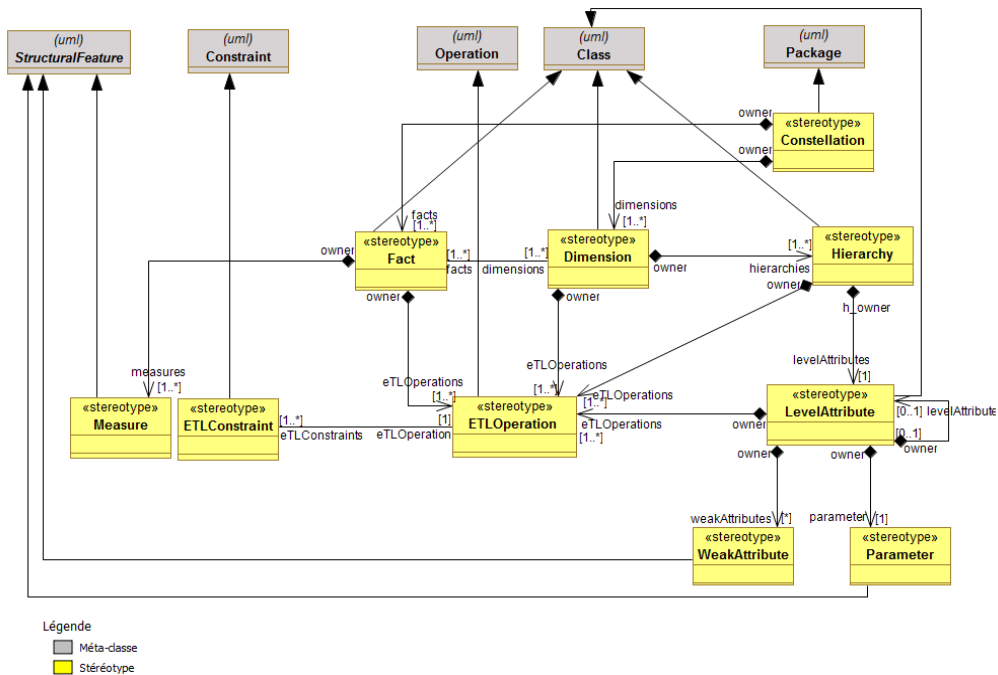 (uml)
StructuralFeature
(uml)
Constraint
(uml)
Operation
(uml)
Class
(uml)
Package
owner
«stereotype»
Constellation
owner
facts
[1..*]
dimensions
[1..*]
«stereotype»
Fact
owner
[1..*]
facts
dimensions
[1..*]
«stereotype»
Dimension
owner
[1..*]
hierarchies
«stereotype»
Hierarchy
owner
owner
owner
h_owner
measures
[1..*]
eTLOperations
[1..*]
eTLOperations
[1..*]
eTLOperations
[1..*]
levelAttributes
[1]
«stereotype»
Measure
«stereotype»
ETLConstraint
[1..*]
eTLConstraints
[1]
eTLOperation
«stereotype»
ETLOperation
eTLOperations
[1..*]
owner
«stereotype»
LevelAttribute
[0..1]
levelAttribute
[0..1]
owner
owner
owner
weakAttributes
[*]
parameter
[1]
«stereotype»
WeakAttribute
«stereotype»
Parameter
Légende
Méta-classe
Stéréotype